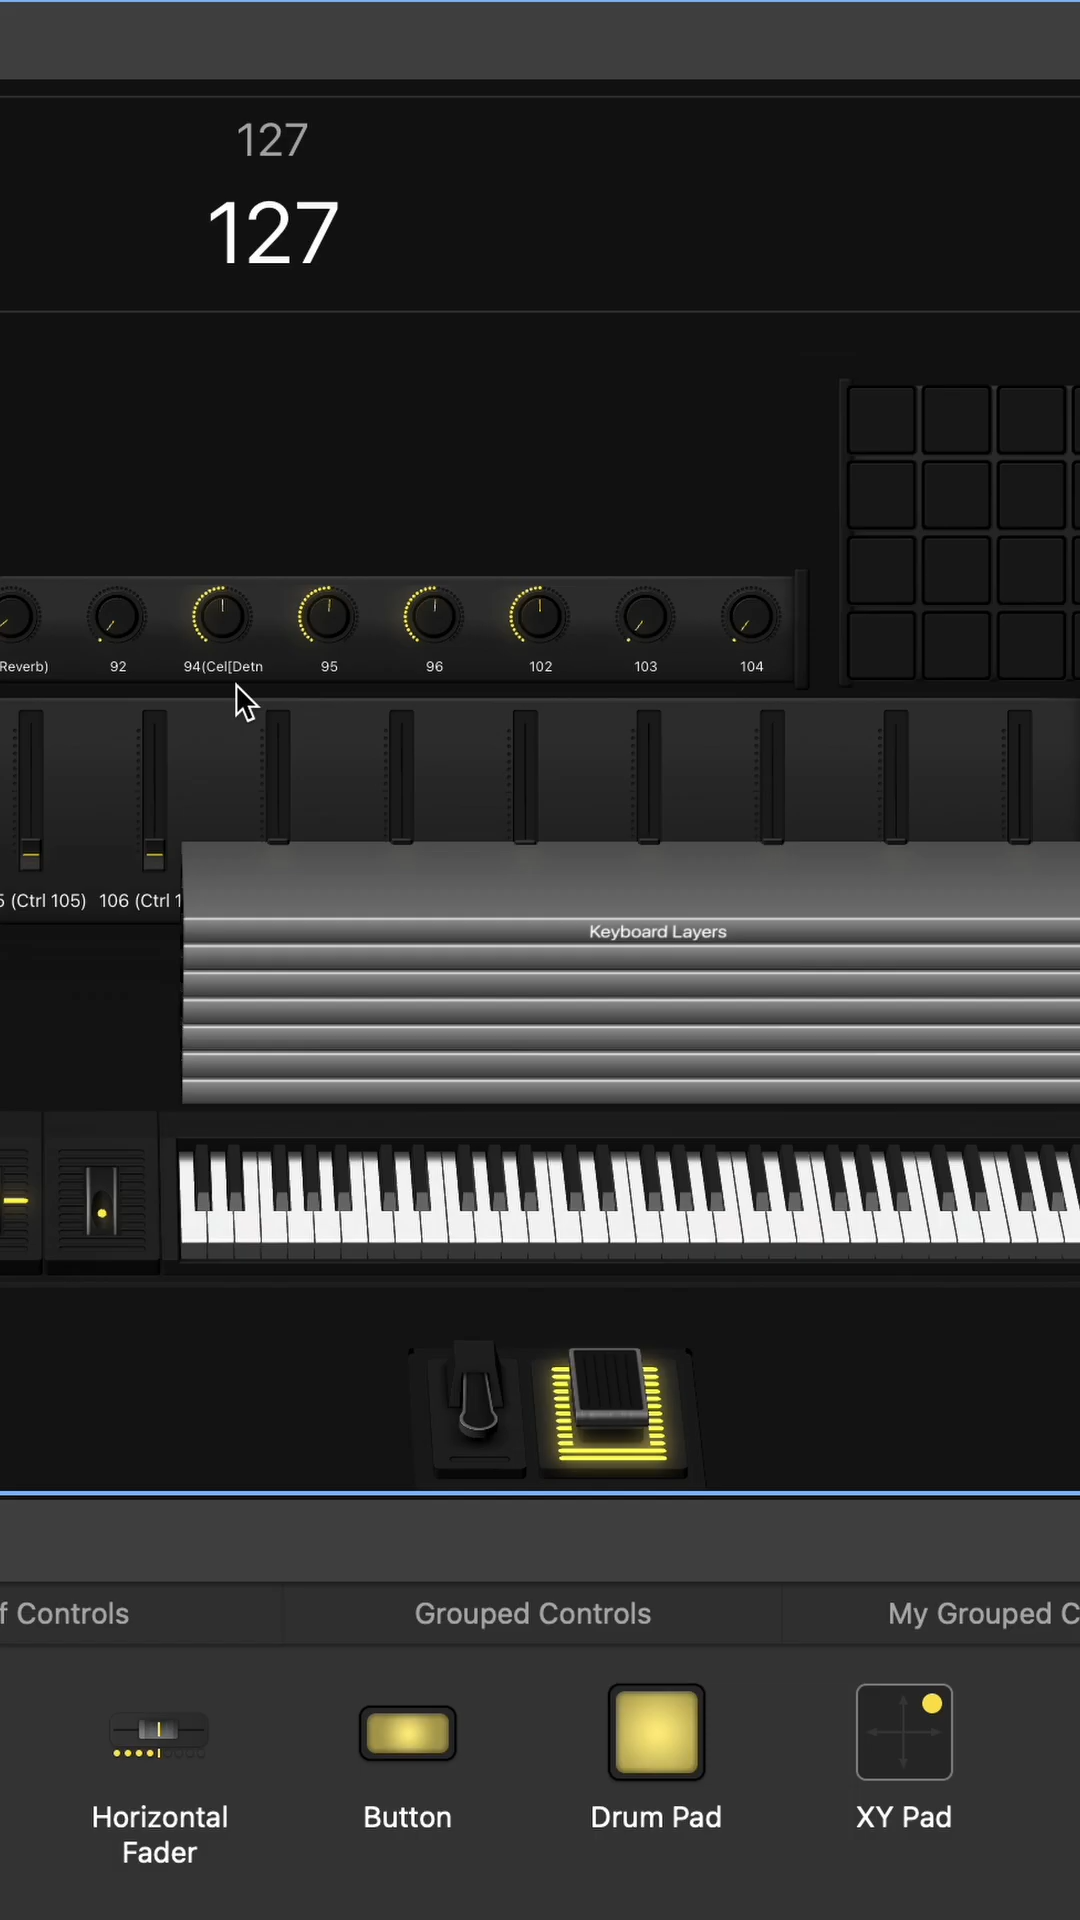 127
127
Reverb)
92
94(Cel[Detn
95
96
102
103
104
5 (Ctrl 105)
106 (Ctrl 1
Keyboard Layers
f Controls
Grouped Controls
My Grouped C
Horizontal
Fader
Button
Drum Pad
XY Pad